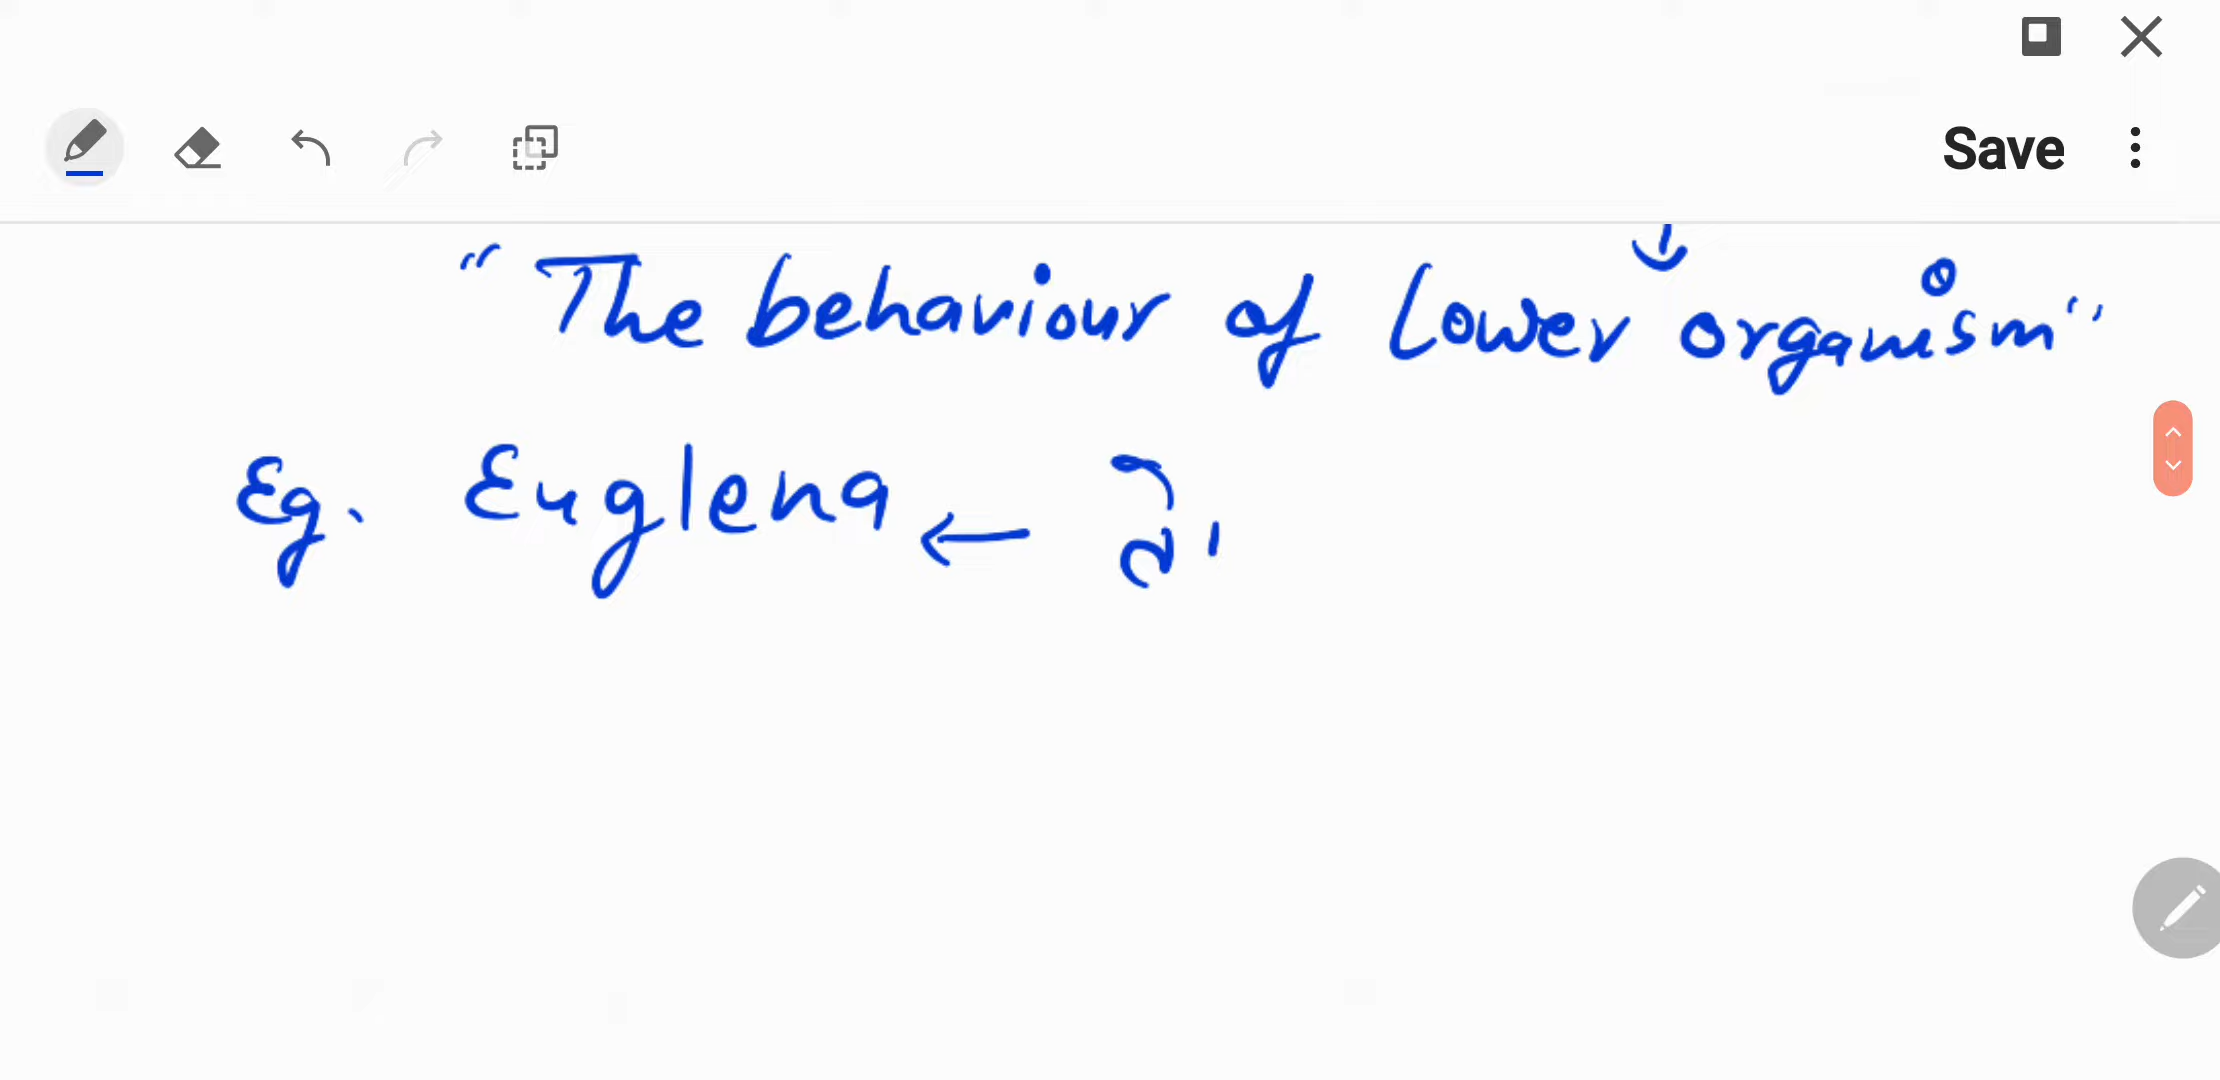 Save
"The behaviour of Lower organism"
Eg. Euglena ←